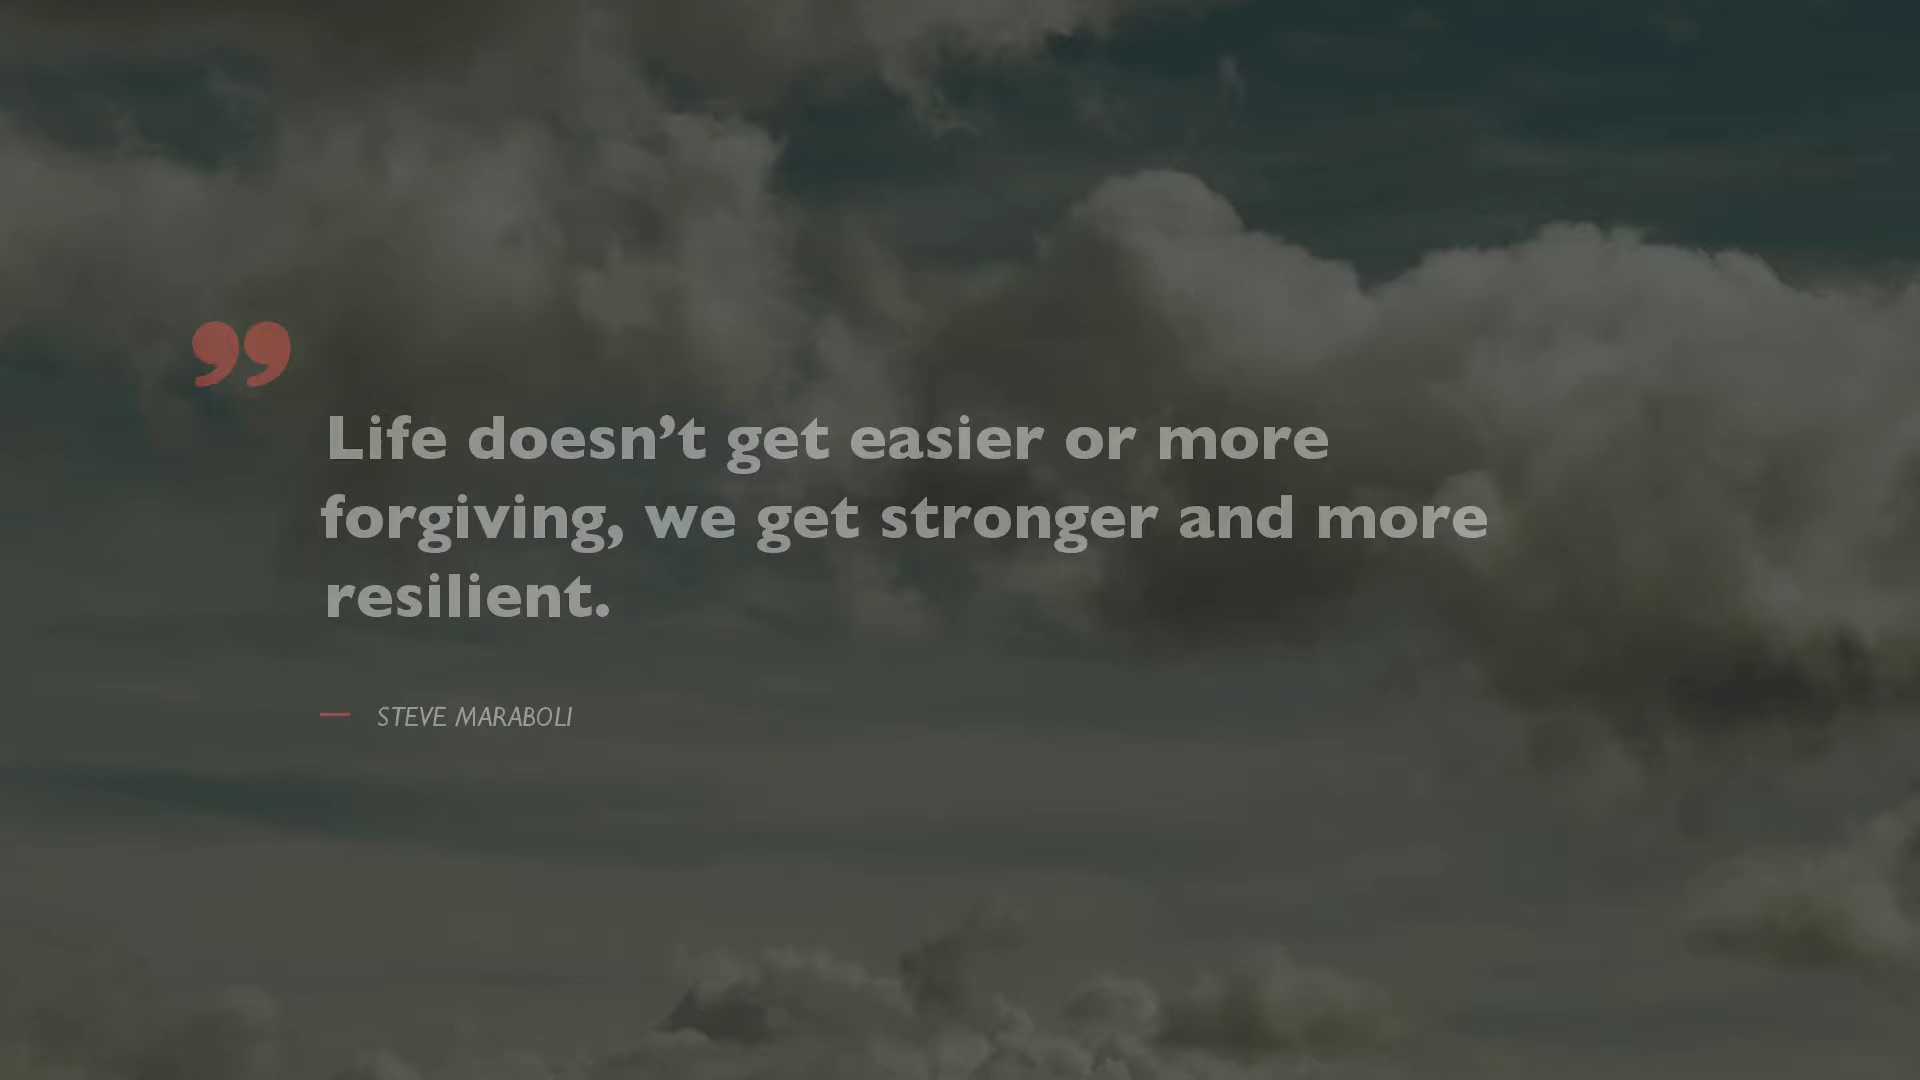 ”
Life doesn’t get easier or more
forgiving, we get stronger and more
resilient.
— STEVE MARABOLI